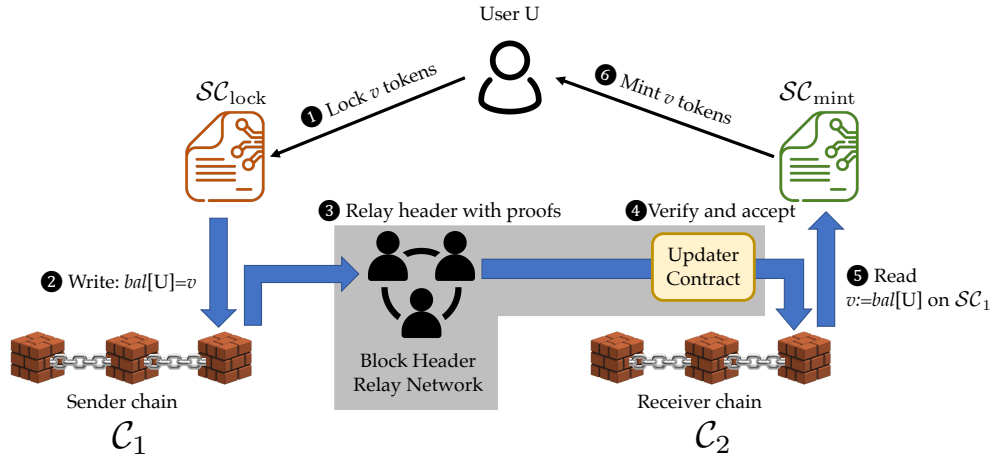 User U
𝒮𝒞lock
❶ Lock v tokens
❻ Mint v tokens
𝒮𝒞mint
❸ Relay header with proofs
❹ Verify and accept
Updater
Contract
❷ Write: bal[U]=v
❺ Read
v:=bal[U] on 𝒮𝒞1
Block Header
Relay Network
Sender chain
𝒞1
Receiver chain
𝒞2